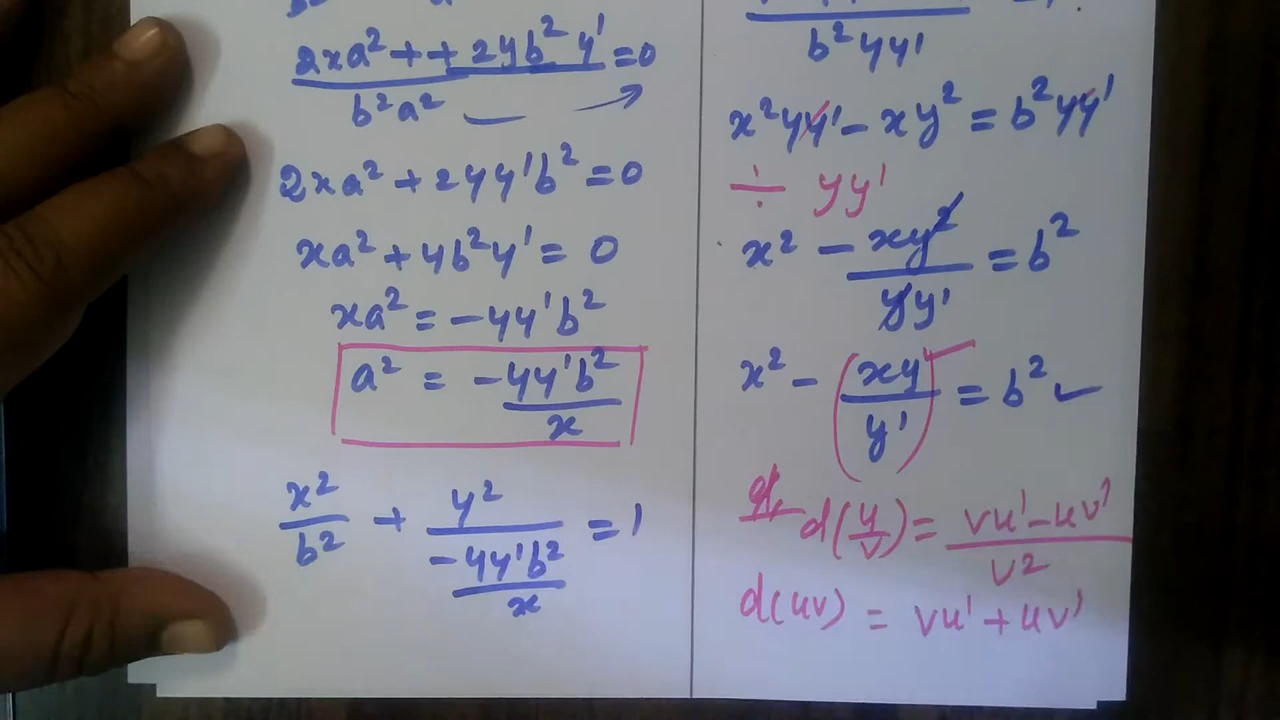 2xa² + + 2yb² y' = 0
b²a²
2xa² + 2yy'b² = 0
xa² + yb²y' = 0
xa² = -yy'b²
a² = -yy'b²
x
x²/b² + y²/(-yy'b²/x) = 1
b²yy'
x²yy' - xy² = b²yy'
÷ yy'
x² - xy²/yy' = b²
x² - (xy/y') = b²
d(u/v) = vu' - uv'
v²
d(uv) = vu' + uv'